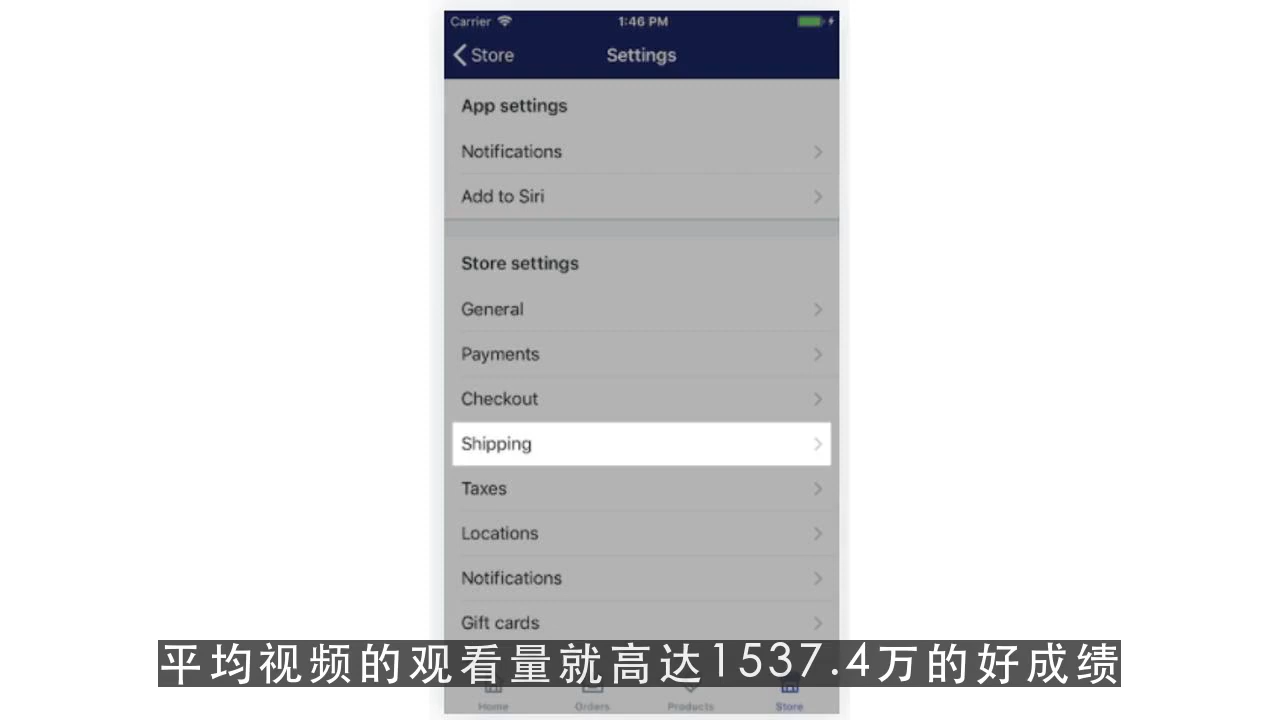 Carrier 1:46 PM
Store Settings
App settings
Notifications
Add to Siri
Store settings
General
Payments
Checkout
Shipping
Taxes
Locations
Notifications
Gift cards
平均视频的观看量就高达1537.4万的好成绩
Home Orders Products Store